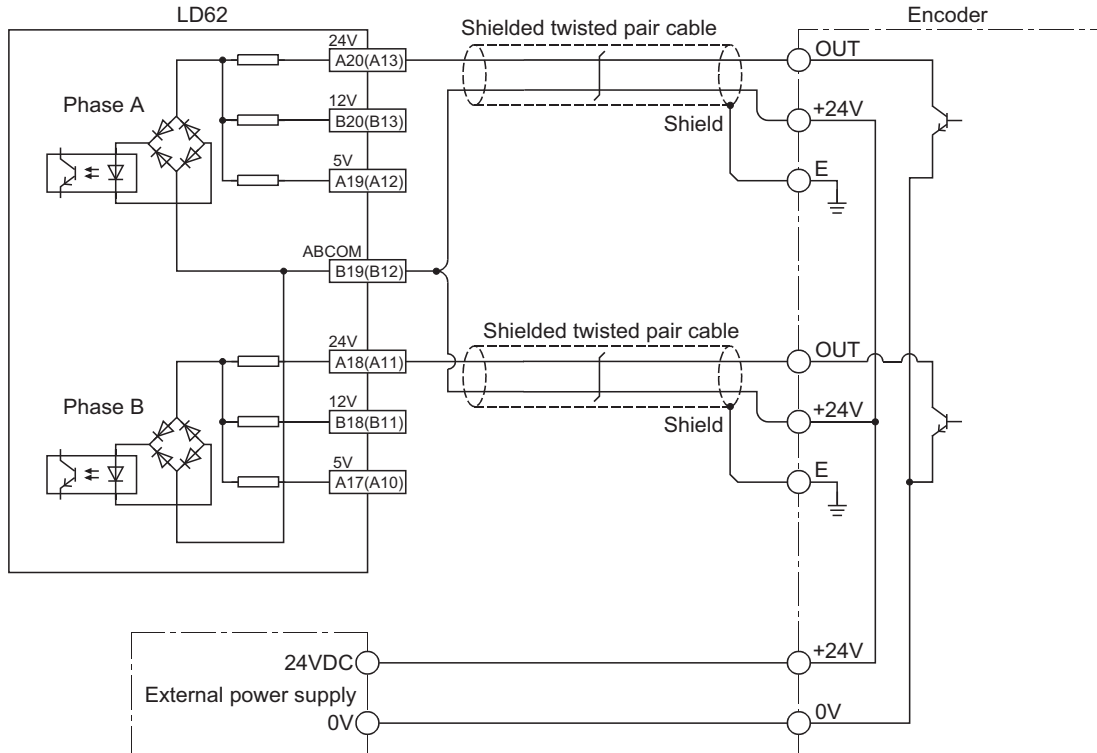 LD62
Encoder
24V
Shielded twisted pair cable
OUT
A20(A13)
Phase A
12V
B20(B13)
Shield
+24V
5V
A19(A12)
E
ABCOM
B19(B12)
24V
Shielded twisted pair cable
OUT
A18(A11)
Phase B
12V
B18(B11)
Shield
+24V
5V
A17(A10)
E
24VDC
+24V
External power supply
0V
0V